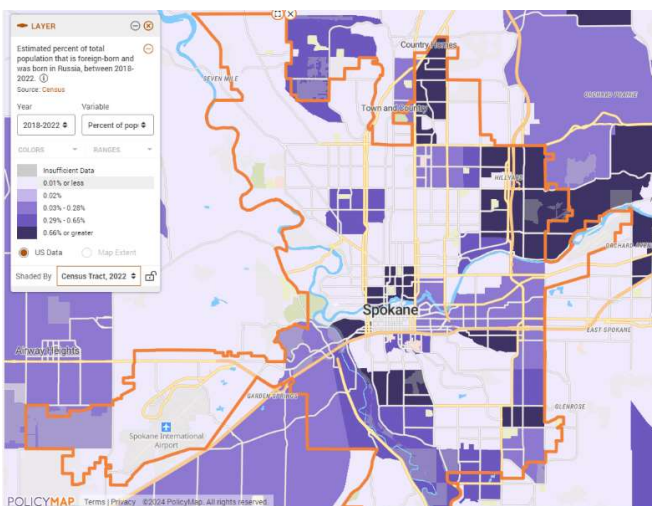 LAYER
Estimated percent of total
population that is foreign-born and
was born in Russia, between 2018-
2022.
Source: Census
Year
Variable
2018-2022
Percent of pop
COLORS
RANGES
Insufficient Data
0.01% or less
0.02%
0.03% - 0.28%
0.29% - 0.65%
0.66% or greater
US Data
Map Extent
Shaded By
Census Tract, 2022
SEVEN MILE
Country Homes
Town and Country
ORCHARD PRAIRIE
HILLYARD
ORCHARD AVENUE
Spokane
EAST SPOKANE
Airway Heights
GARDEN SPRINGS
GLENROSE
Spokane International
Airport
POLICYMAP
Terms | Privacy
©2024 PolicyMap. All rights reserved.